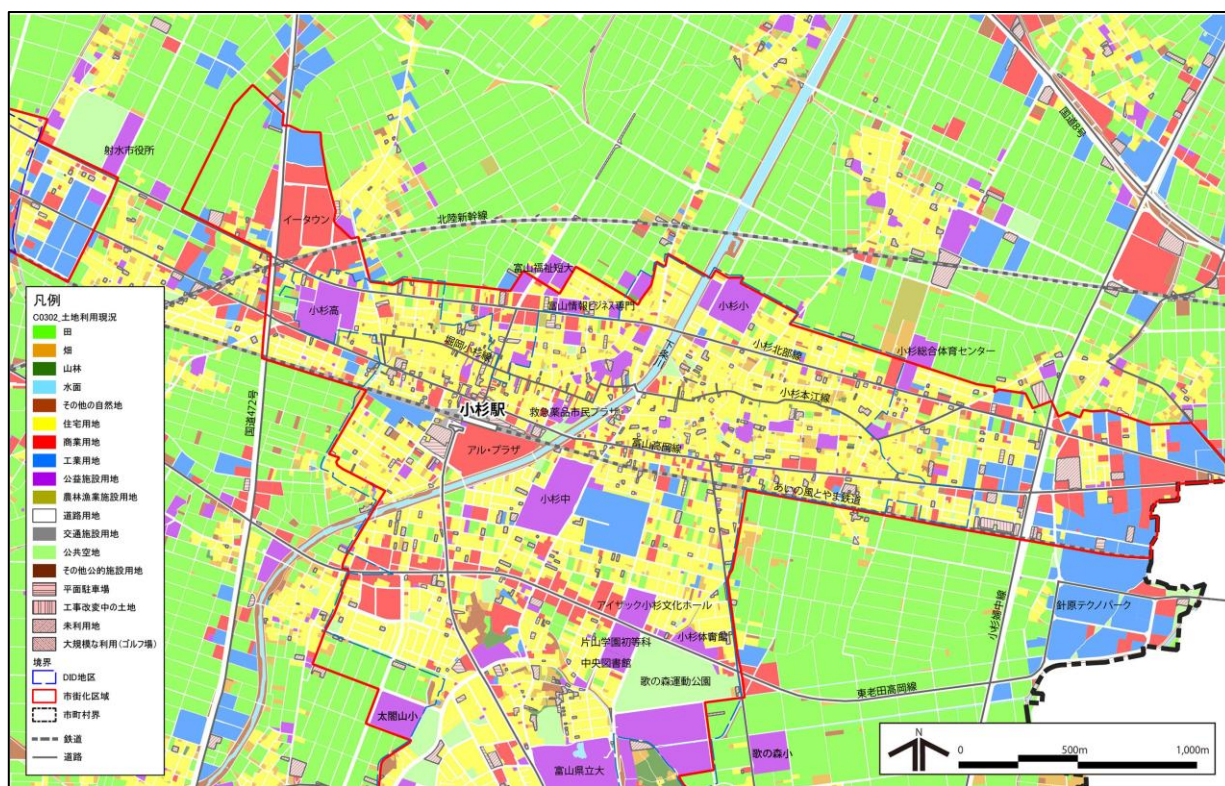 国道8号
射水市役所
イータウン
北陸新幹線
富山福祉短大
小杉高
富山情報ビジネス専門
小杉小
下条川
小杉北部線
堀岡小杉線
小杉総合体育センター
小杉本江線
小杉駅
救急薬品市民プラザ
国道472号
アル・プラザ
富山高岡線
小杉中
あいの風とやま鉄道
アイザック小杉文化ホール
小杉体育館
片山学園初等科
中央図書館
歌の森運動公園
小杉婦中線
針原テクノパーク
東老田高岡線
太閤山小
富山県立大
歌の森小
凡例
C0302_土地利用現況
田
畑
山林
水面
その他の自然地
住宅用地
商業用地
工業用地
公益施設用地
農林漁業施設用地
道路用地
交通施設用地
公共空地
その他公的施設用地
平面駐車場
工事改変中の土地
未利用地
大規模な利用(ゴルフ場)
境界
DID地区
市街化区域
市町村界
鉄道
道路
N
0 500m 1,000m